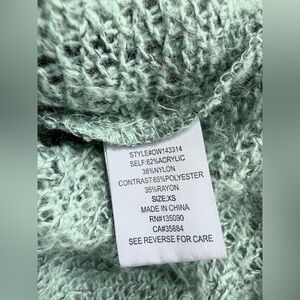 STYLE#OW143314
SELF:62%ACRYLIC
38%NYLON
CONTRAST:65%POLYESTER
35%RAYON
SIZE:XS
MADE IN CHINA
RN#135090
CA#35884
SEE REVERSE FOR CARE